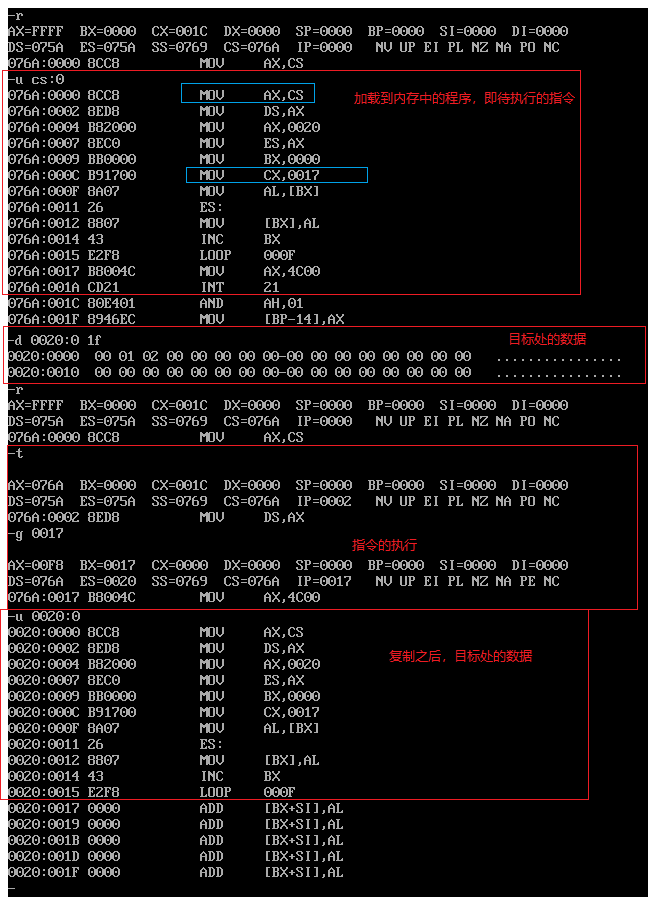 -r
AX=FFFF  BX=0000  CX=001C  DX=0000  SP=0000  BP=0000  SI=0000  DI=0000
DS=075A  ES=075A  SS=0769  CS=076A  IP=0000   NV UP EI PL NZ NA PO NC
076A:0000 8CC8          MOV     AX,CS
-u cs:0
076A:0000 8CC8          MOV     AX,CS
加载到内存中的程序，即待执行的指令
076A:0002 8ED8          MOV     DS,AX
076A:0004 B82000        MOV     AX,0020
076A:0007 8EC0          MOV     ES,AX
076A:0009 BB0000        MOV     BX,0000
076A:000C B91700        MOV     CX,0017
076A:000F 8A07          MOV     AL,[BX]
076A:0011 26            ES:
076A:0012 8807          MOV     [BX],AL
076A:0014 43            INC     BX
076A:0015 E2F8          LOOP    000F
076A:0017 B8004C        MOV     AX,4C00
076A:001A CD21          INT     21
076A:001C 80E401        AND     AH,01
076A:001F 8946EC        MOV     [BP-14],AX
-d 0020:0 1f
目标处的数据
0020:0000  00 01 02 00 00 00 00 00-00 00 00 00 00 00 00 00   ................
0020:0010  00 00 00 00 00 00 00 00-00 00 00 00 00 00 00 00   ................
-r
AX=FFFF  BX=0000  CX=001C  DX=0000  SP=0000  BP=0000  SI=0000  DI=0000
DS=075A  ES=075A  SS=0769  CS=076A  IP=0000   NV UP EI PL NZ NA PO NC
076A:0000 8CC8          MOV     AX,CS
-t
AX=076A  BX=0000  CX=001C  DX=0000  SP=0000  BP=0000  SI=0000  DI=0000
DS=075A  ES=075A  SS=0769  CS=076A  IP=0002   NV UP EI PL NZ NA PO NC
076A:0002 8ED8          MOV     DS,AX
-g 0017
指令的执行
AX=00F8  BX=0017  CX=0000  DX=0000  SP=0000  BP=0000  SI=0000  DI=0000
DS=076A  ES=0020  SS=0769  CS=076A  IP=0017   NV UP EI PL NZ NA PE NC
076A:0017 B8004C        MOV     AX,4C00
-u 0020:0
0020:0000 8CC8          MOV     AX,CS
0020:0002 8ED8          MOV     DS,AX
复制之后，目标处的数据
0020:0004 B82000        MOV     AX,0020
0020:0007 8EC0          MOV     ES,AX
0020:0009 BB0000        MOV     BX,0000
0020:000C B91700        MOV     CX,0017
0020:000F 8A07          MOV     AL,[BX]
0020:0011 26            ES:
0020:0012 8807          MOV     [BX],AL
0020:0014 43            INC     BX
0020:0015 E2F8          LOOP    000F
0020:0017 0000          ADD     [BX+SI],AL
0020:0019 0000          ADD     [BX+SI],AL
0020:001B 0000          ADD     [BX+SI],AL
0020:001D 0000          ADD     [BX+SI],AL
0020:001F 0000          ADD     [BX+SI],AL
-